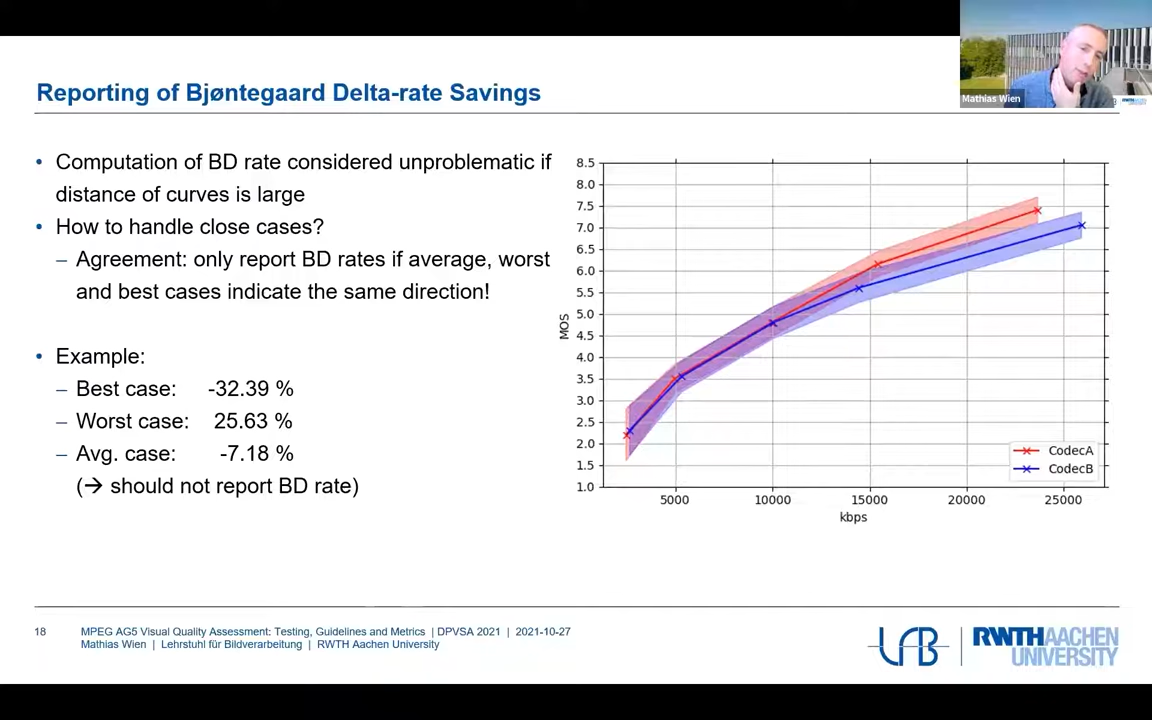 Mathias Wien
Reporting of Bjøntegaard Delta-rate Savings
• Computation of BD rate considered unproblematic if
distance of curves is large
• How to handle close cases?
– Agreement: only report BD rates if average, worst
and best cases indicate the same direction!
• Example:
– Best case: -32.39 %
– Worst case: 25.63 %
– Avg. case: -7.18 %
(→ should not report BD rate)
8.5
8.0
7.5
7.0
6.5
6.0
5.5
5.0
4.5
4.0
3.5
3.0
2.5
2.0
1.5
1.0
MOS
CodecA
CodecB
5000 10000 15000 20000 25000
kbps
18 MPEG AG5 Visual Quality Assessment: Testing, Guidelines and Metrics | DPVSA 2021 | 2021-10-27
Mathias Wien | Lehrstuhl für Bildverarbeitung | RWTH Aachen University
LfB
RWTHAACHEN
UNIVERSITY